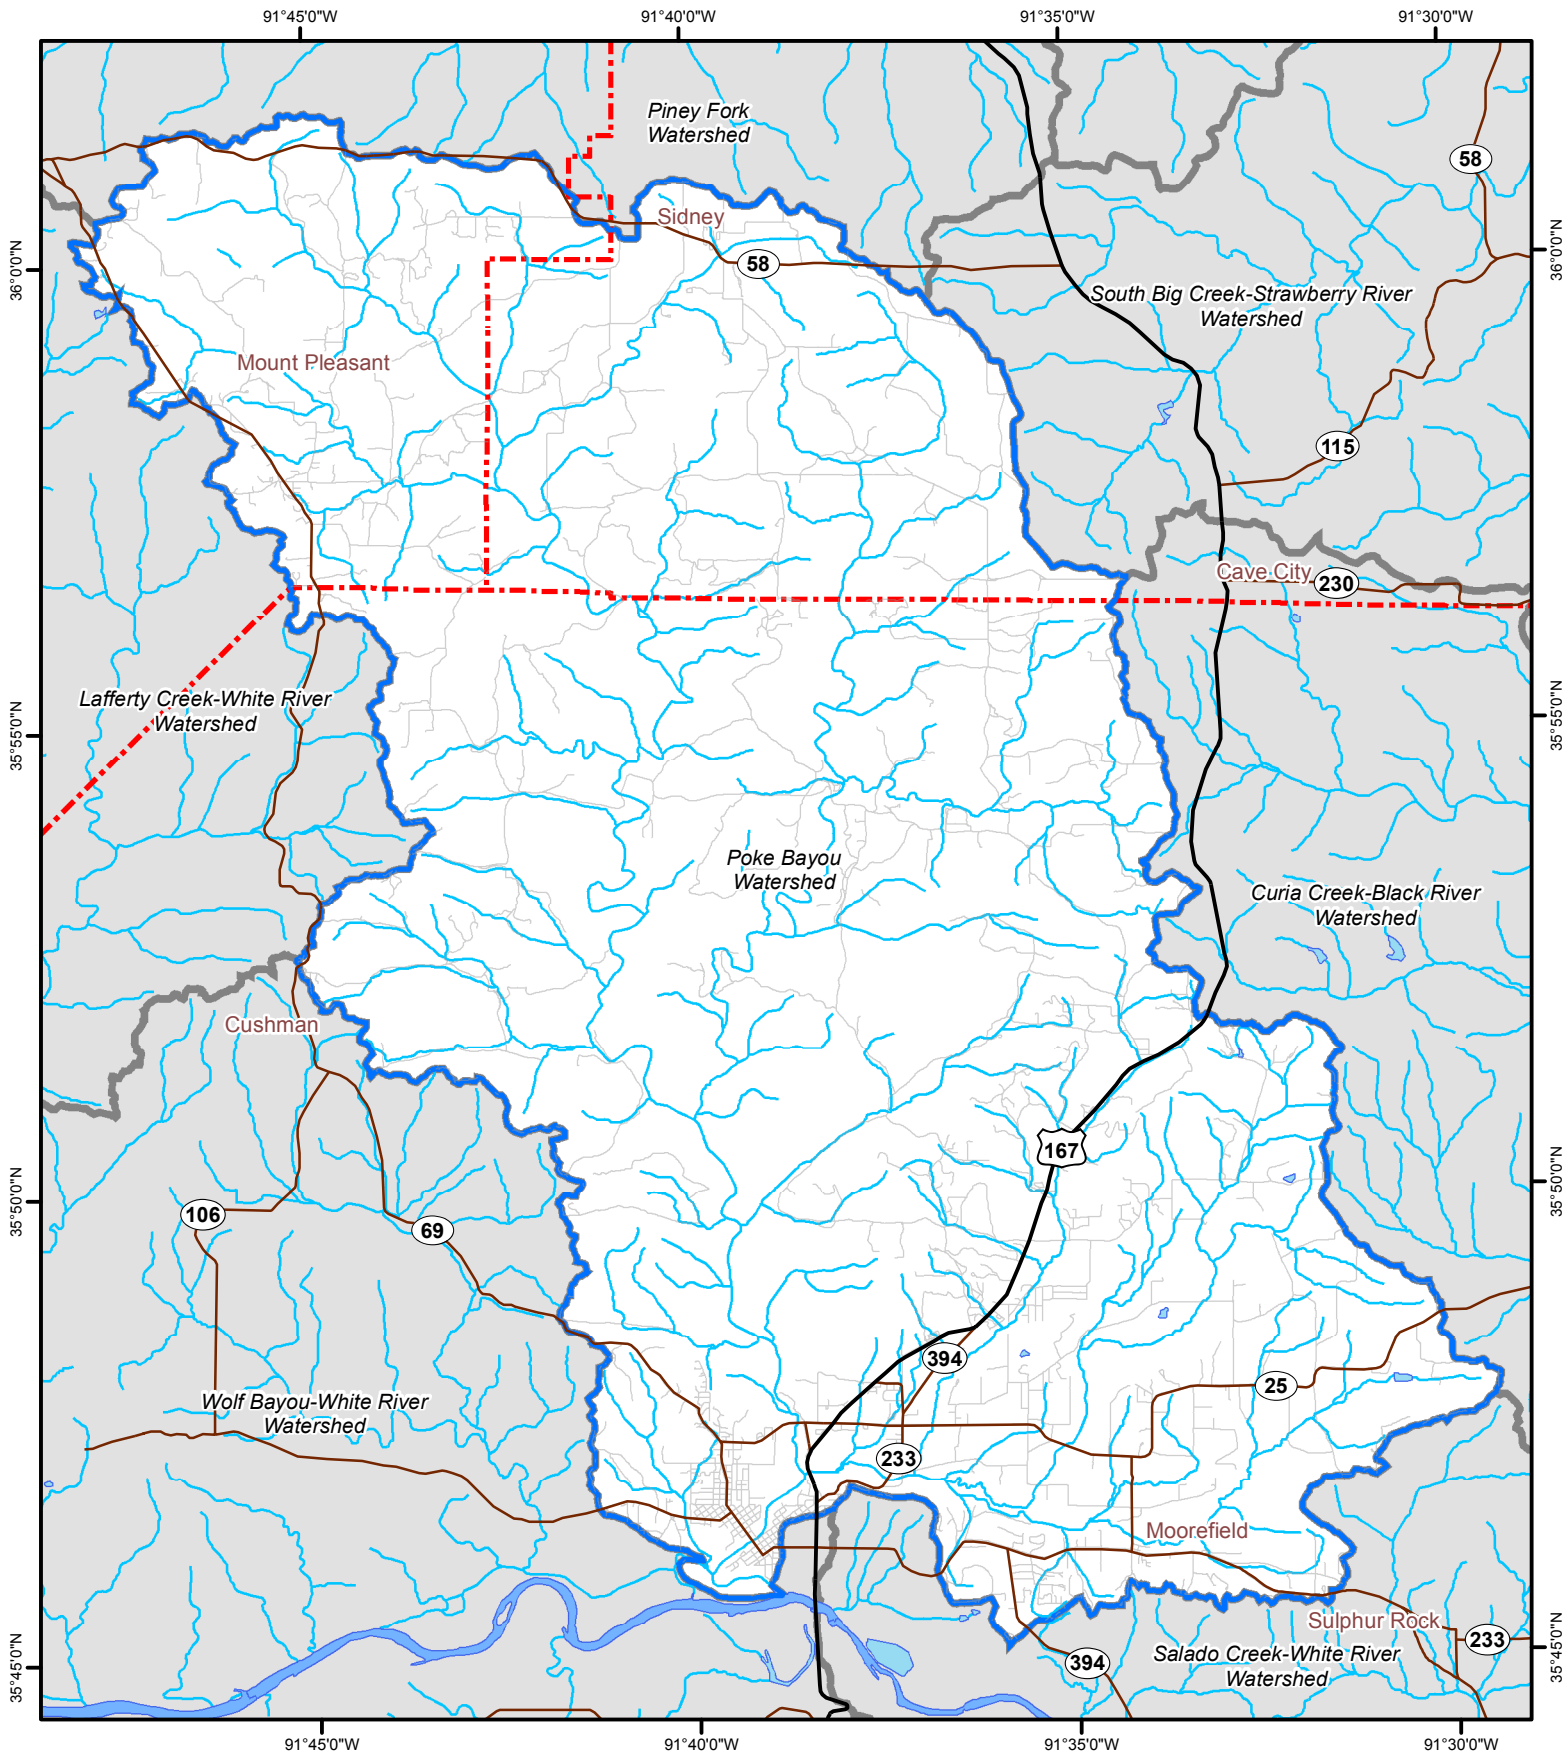 91°45'0"W
91°40'0"W
91°35'0"W
91°30'0"W
Piney Fork
Watershed
58
Sidney
36°0'0"N
36°0'0"N
58
South Big Creek-Strawberry River
Watershed
Mount Pleasant
115
Cave City
230
Lafferty Creek-White River
Watershed
35°55'0"N
35°55'0"N
Poke Bayou
Watershed
Curia Creek-Black River
Watershed
Cushman
167
35°50'0"N
35°50'0"N
106
69
394
25
Wolf Bayou-White River
Watershed
233
Moorefield
Sulphur Rock
233
394
Salado Creek-White River
Watershed
35°45'0"N
35°45'0"N
91°45'0"W
91°40'0"W
91°35'0"W
91°30'0"W